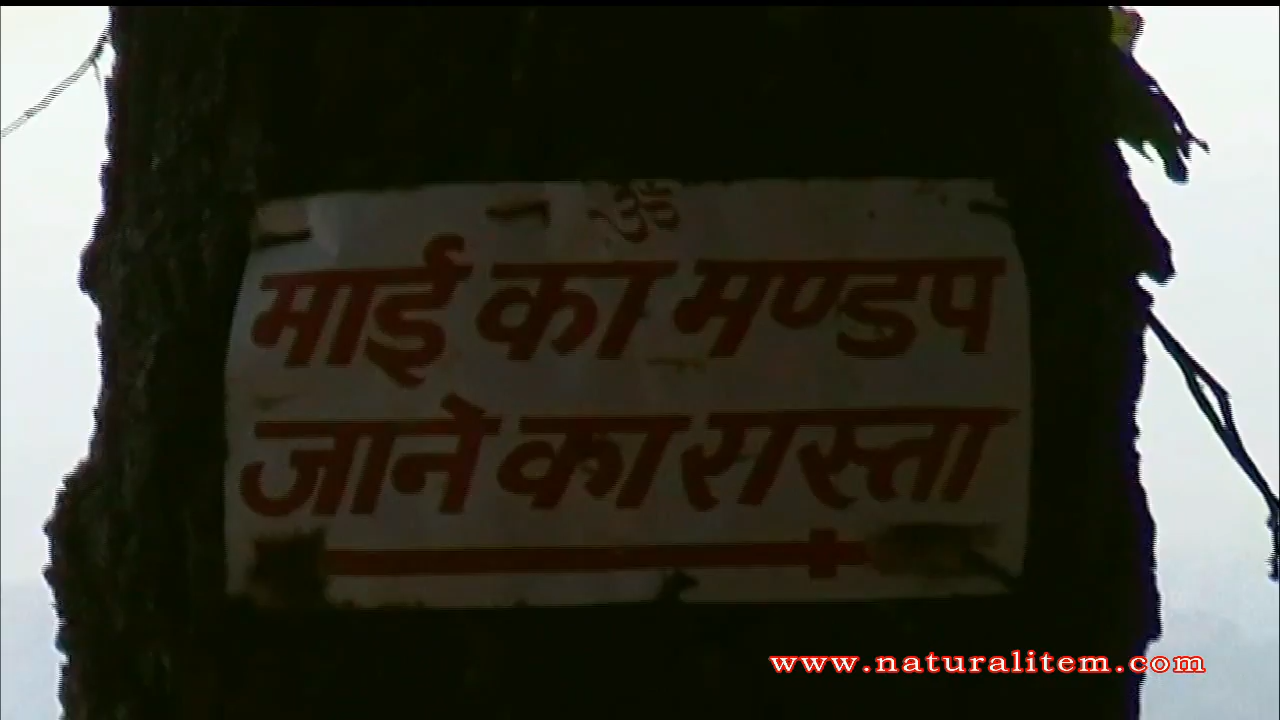 ॐ
माई का मण्डप
जाने का रास्ता
www.naturalitem.com